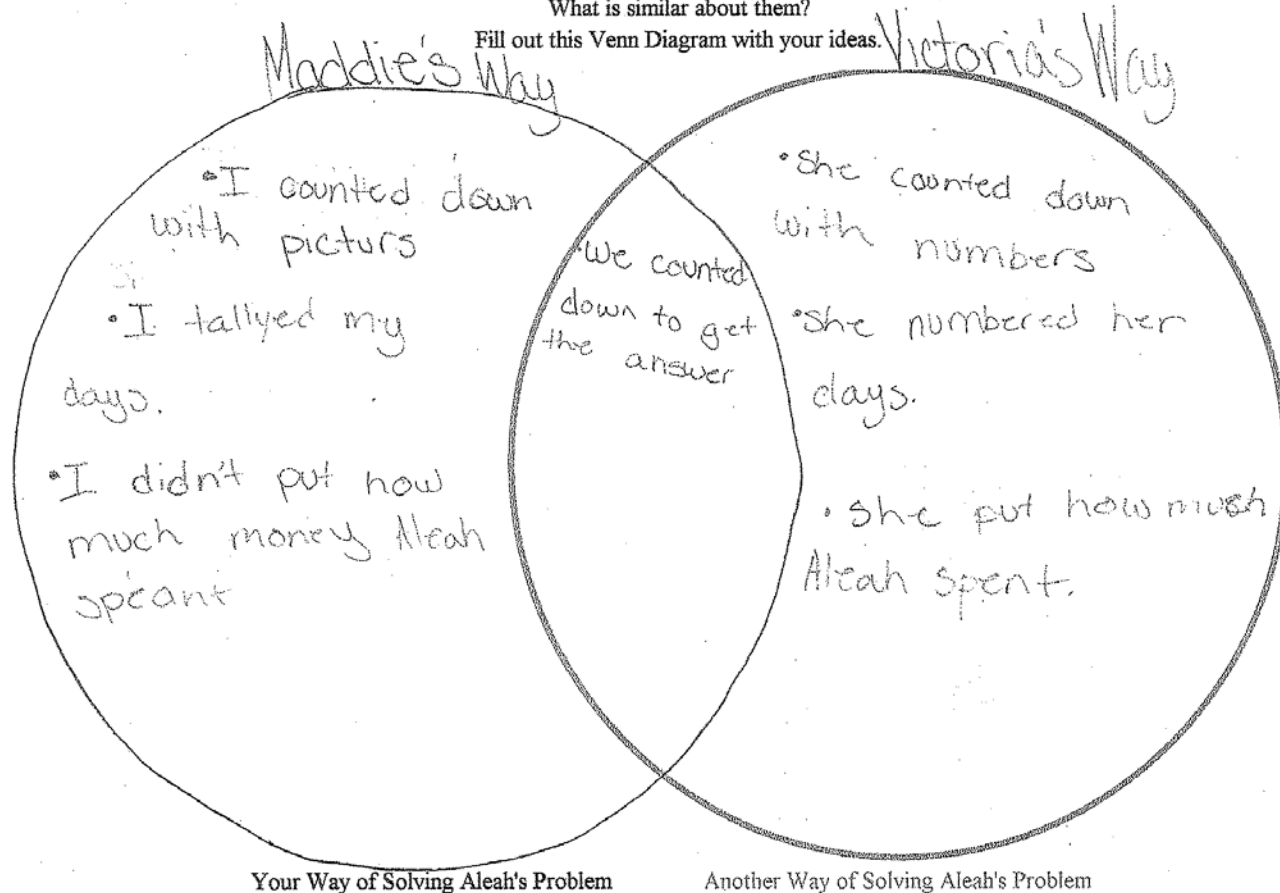 What is similar about them?
Fill out this Venn Diagram with your ideas.
Maddie's Way
Victoria's Way
•I counted down
with picturs
•I tallyed my
days.
•I didn't put how
much money Aleah
speant
•We counted
down to get
the answer
•She counted down
with numbers
•She numbered her
days.
•She put how much
Aleah spent.
Your Way of Solving Aleah's Problem
Another Way of Solving Aleah's Problem